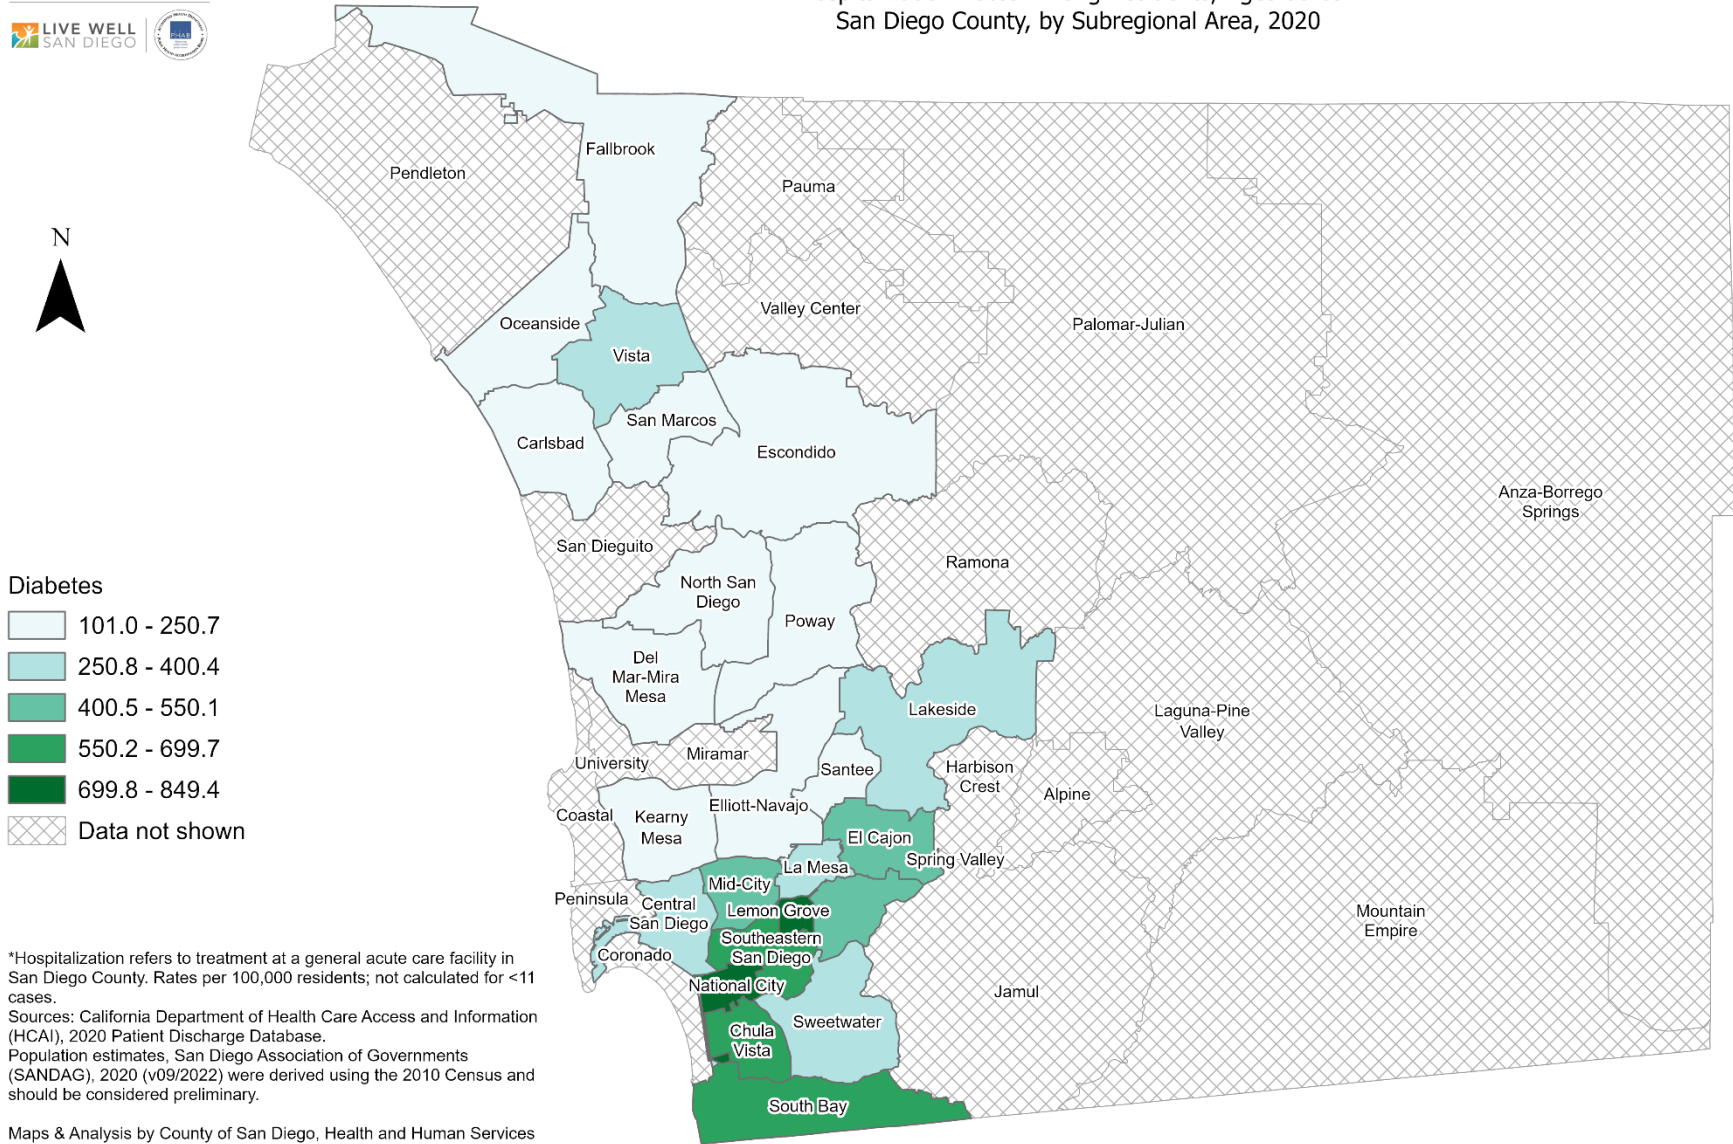 LIVE WELL
SAN DIEGO
PHAB
San Diego County, by Subregional Area, 2020
N
Pendleton
Fallbrook
Pauma
Valley Center
Palomar-Julian
Oceanside
Vista
San Marcos
Carlsbad
Escondido
Anza-Borrego
Springs
San Dieguito
Ramona
North San
Diego
Poway
Del
Mar-Mira
Mesa
Lakeside
Laguna-Pine
Valley
Miramar
University
Santee
Harbison
Crest
Alpine
Coastal
Kearny
Mesa
Elliott-Navajo
El Cajon
Spring Valley
La Mesa
Mid-City
Peninsula
Central
San Diego
Lemon Grove
Mountain
Empire
Southeastern
San Diego
Coronado
National City
Jamul
Sweetwater
Chula
Vista
South Bay
Diabetes
101.0 - 250.7
250.8 - 400.4
400.5 - 550.1
550.2 - 699.7
699.8 - 849.4
Data not shown
*Hospitalization refers to treatment at a general acute care facility in
San Diego County. Rates per 100,000 residents; not calculated for <11
cases.
Sources: California Department of Health Care Access and Information
(HCAI), 2020 Patient Discharge Database.
Population estimates, San Diego Association of Governments
(SANDAG), 2020 (v09/2022) were derived using the 2010 Census and
should be considered preliminary.
Maps & Analysis by County of San Diego, Health and Human Services